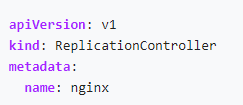 apiVersion: v1
kind: ReplicationController
metadata:
  name: nginx